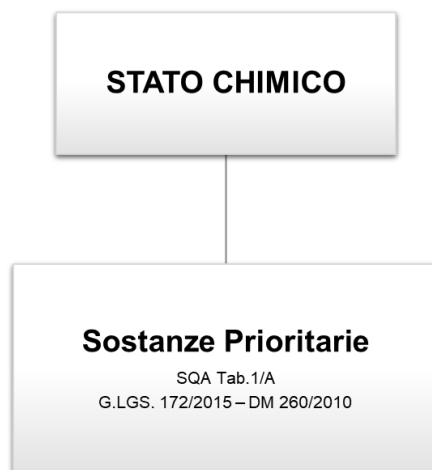 STATO CHIMICO
Sostanze Prioritarie
SQA Tab.1/A
G.LGS. 172/2015 – DM 260/2010